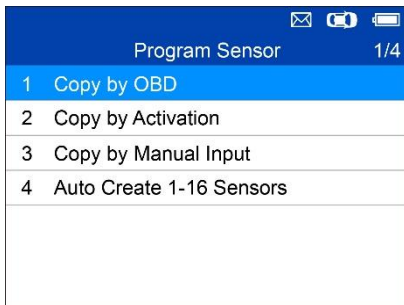 Program Sensor 1/4
1 Copy by OBD
2 Copy by Activation
3 Copy by Manual Input
4 Auto Create 1-16 Sensors